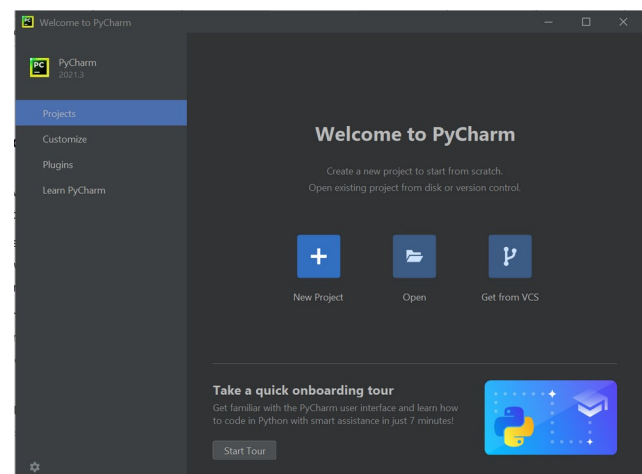 Welcome to PyCharm
PC
PyCharm
2021.3
Projects
Customize
Plugins
Learn PyCharm
Welcome to PyCharm
Create a new project to start from scratch.
Open existing project from disk or version control.
New Project
Open
Get from VCS
Take a quick onboarding tour
Get familiar with the PyCharm user interface and learn how
to code in Python with smart assistance in just 7 minutes!
Start Tour